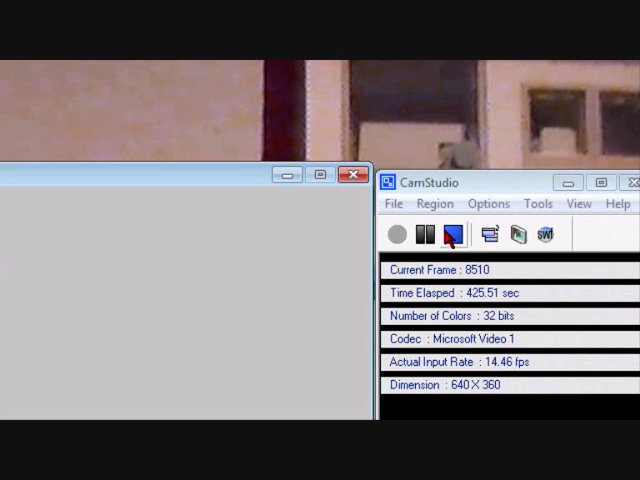 CamStudio
File Region Options Tools View Help
SWF
Current Frame : 8510
Time Elasped : 425.51 sec
Number of Colors : 32 bits
Codec : Microsoft Video 1
Actual Input Rate : 14.46 fps
Dimension : 640 X 360